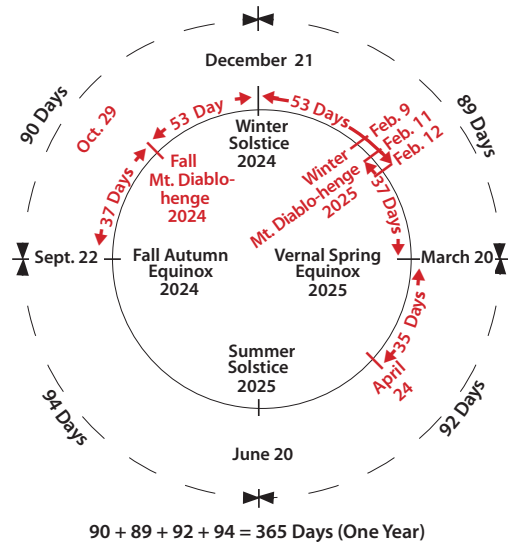 December 21
90 Days
Oct. 29
53 Day
53 Days
89 Days
Feb. 9
Feb. 11
Feb. 12
Winter
Solstice
2024
Fall
Mt. Diablo-
henge
2024
Winter
Mt. Diablo-henge
2025
37 Days
37 Days
Sept. 22
Fall Autumn
Equinox
2024
Vernal Spring
Equinox
2025
March 20
35 Days
April
24
Summer
Solstice
2025
94 Days
92 Days
June 20
90 + 89 + 92 + 94 = 365 Days (One Year)